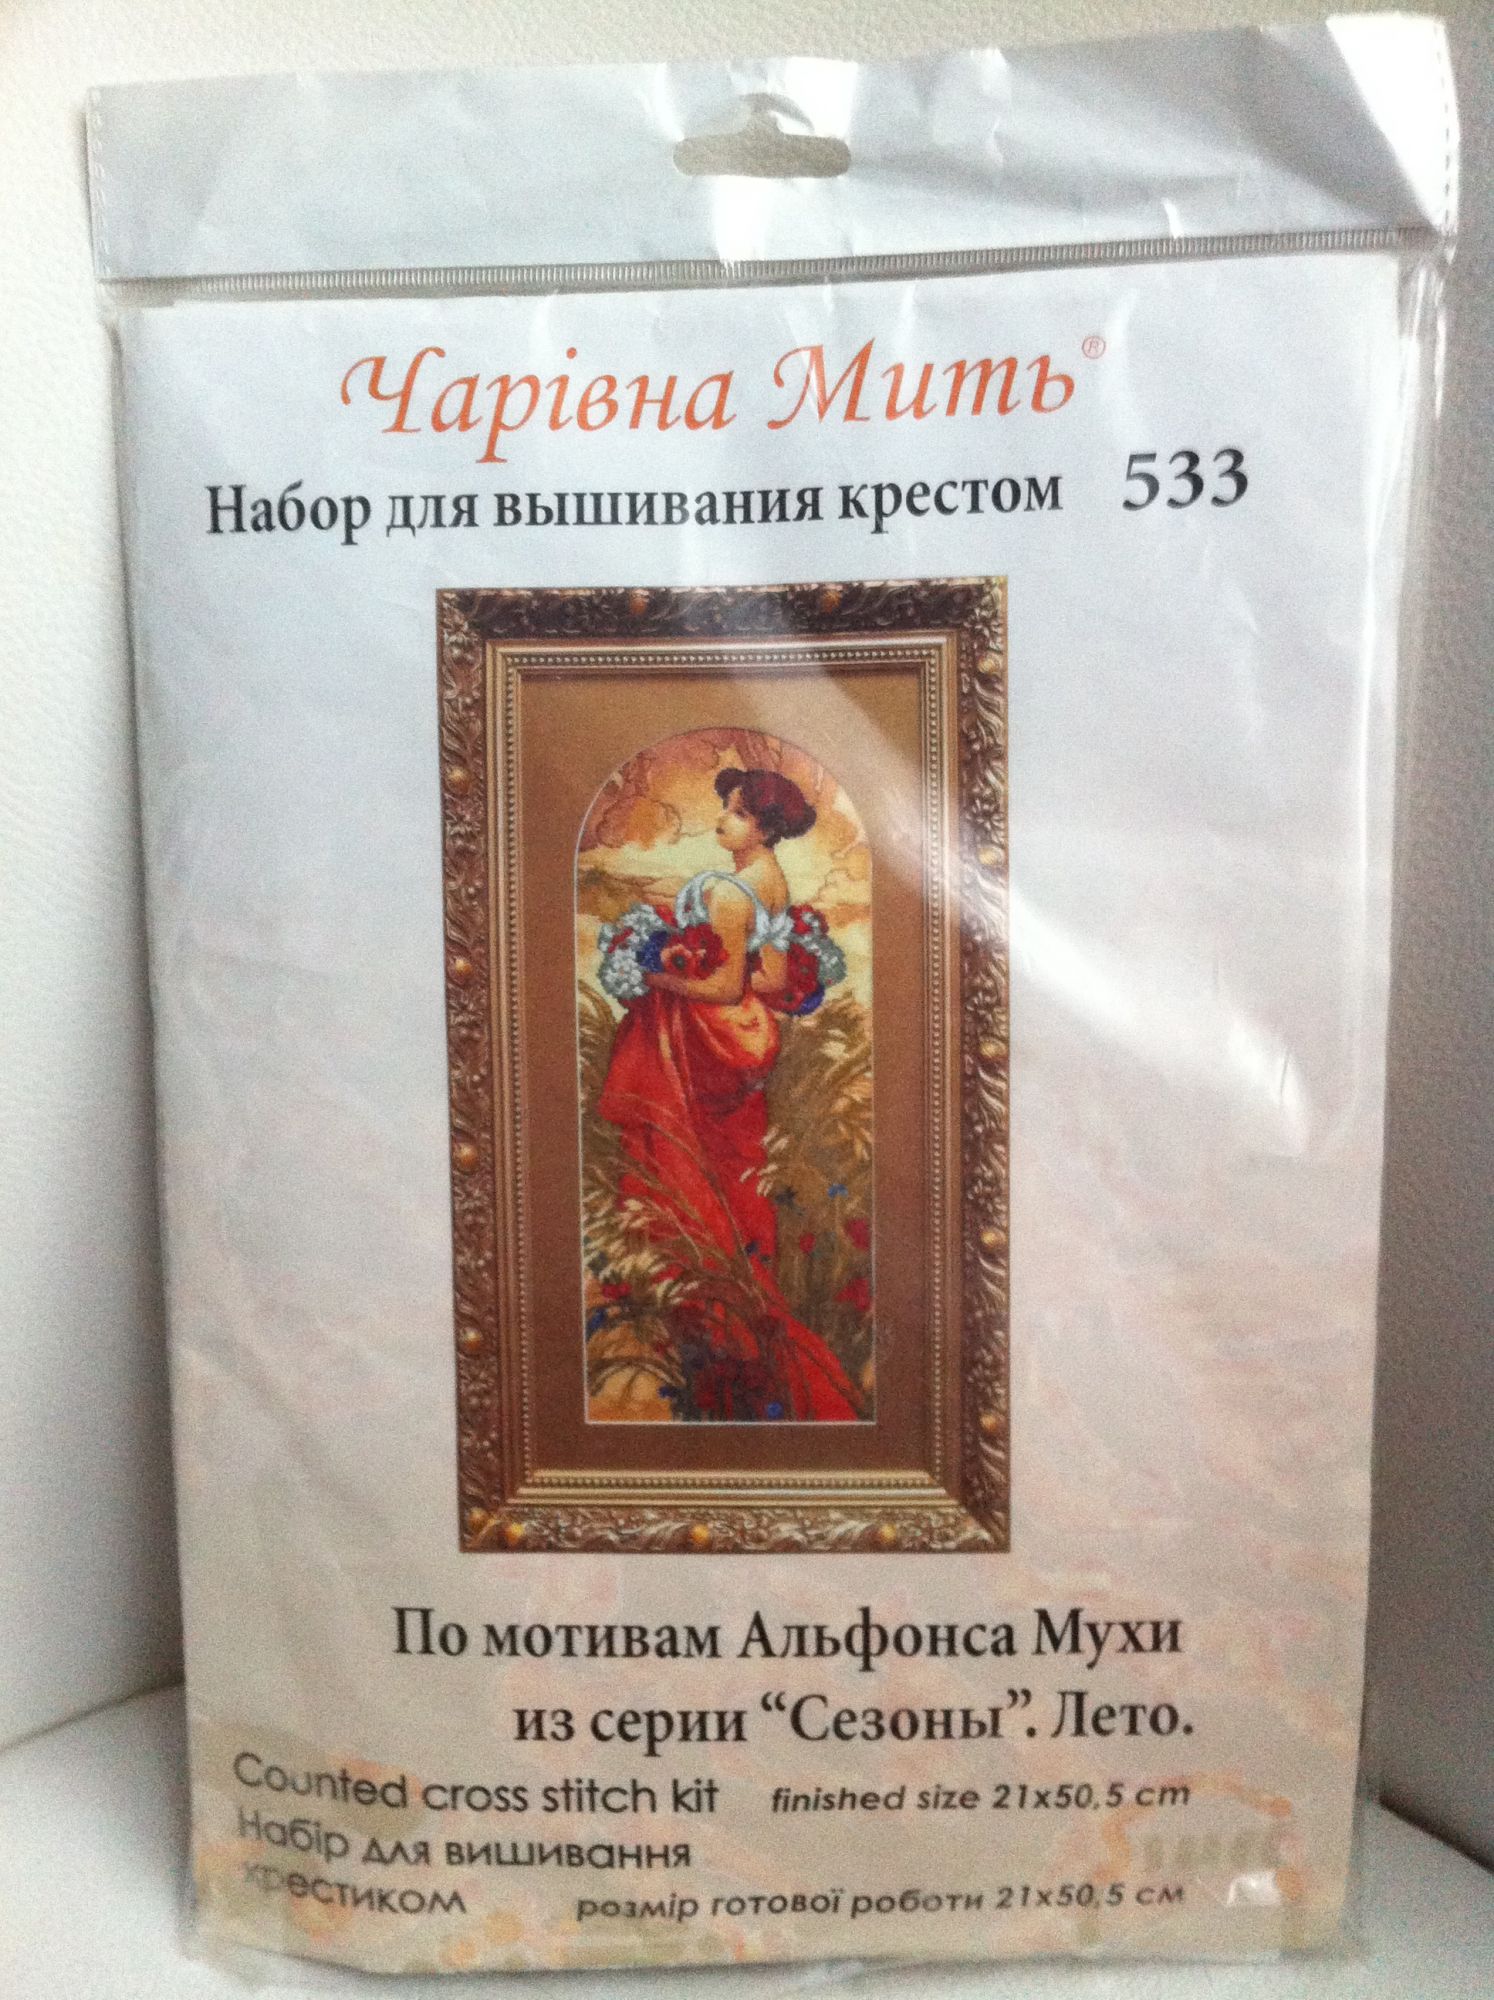 Чарівна Мить®
Набор для вышивания крестом 533
По мотивам Альфонса Мухи
из серии “Сезоны”. Лето.
Counted cross stitch kit finished size 21x50,5 cm
Набір для вишивання
хрестиком розмір готової роботи 21x50,5 см